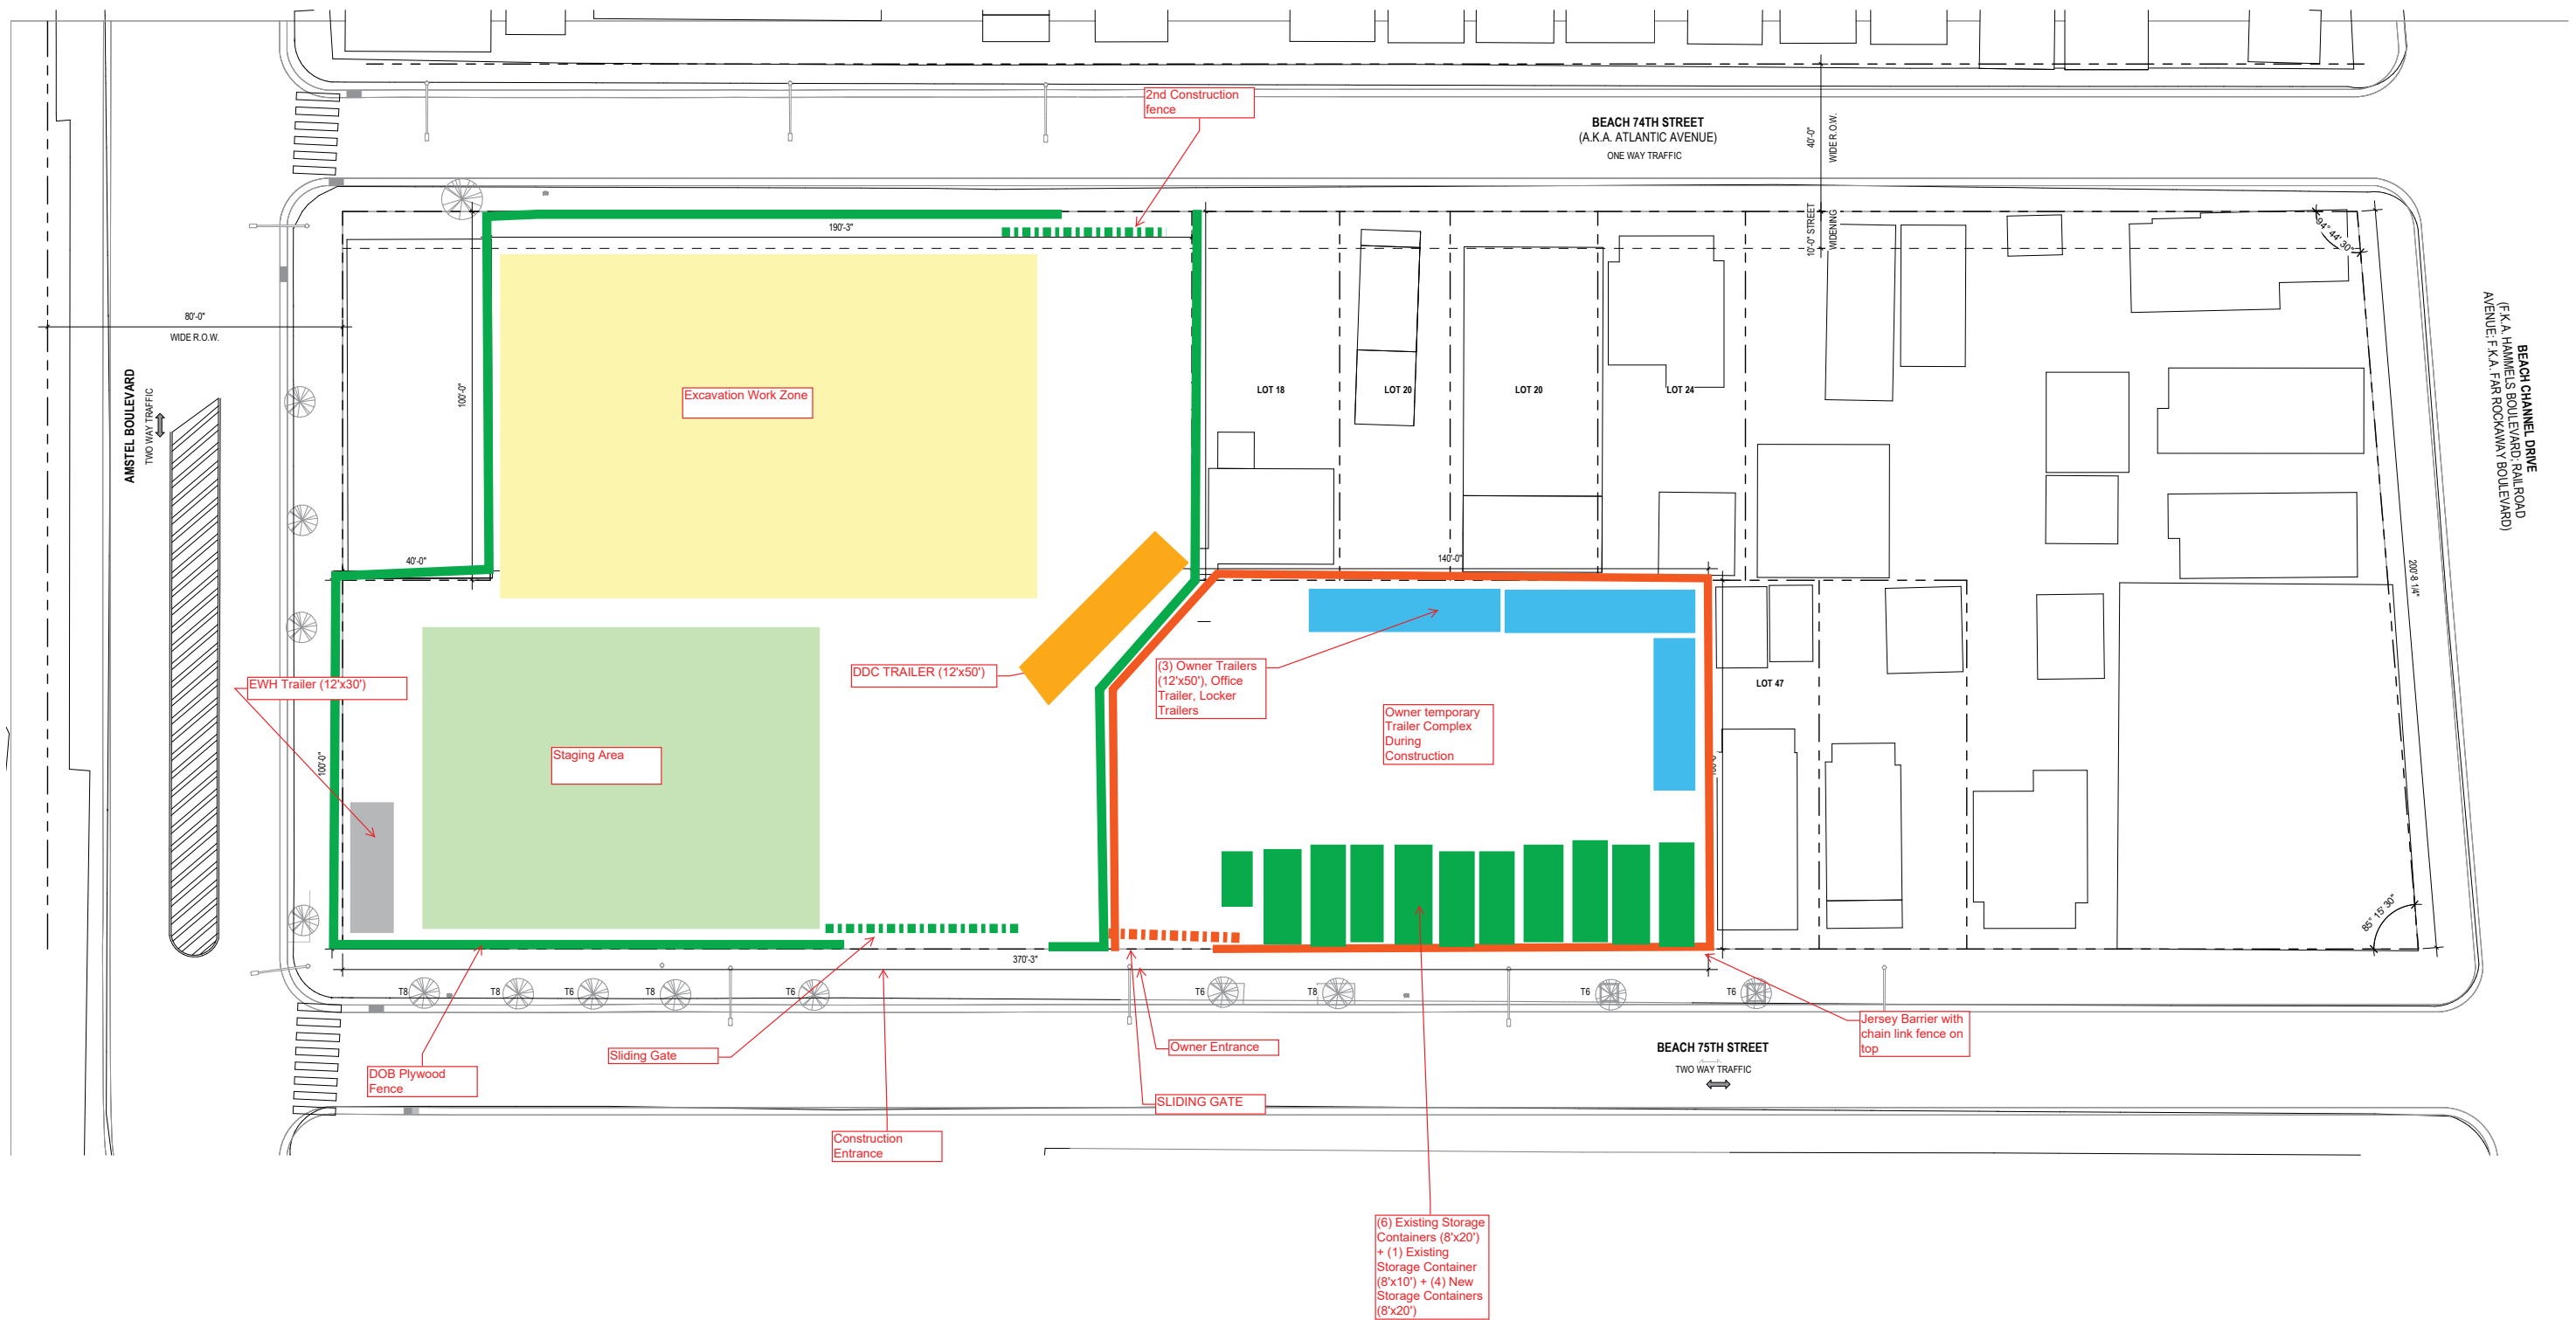 2nd Construction
fence
BEACH 74TH STREET
(A.K.A. ATLANTIC AVENUE)
ONE WAY TRAFFIC
40'-0"
WIDE R.O.W.
10'-0" STREET
WIDENING
190'-3"
94° 44' 30"
80'-0"
WIDE R.O.W.
AMSTEL BOULEVARD
TWO WAY TRAFFIC
100'-0"
Excavation Work Zone
LOT 18
LOT 20
LOT 20
LOT 24
BEACH CHANNEL DRIVE
(F.K.A. HAMMELS BOULEVARD; RAILROAD
AVENUE; F.K.A. FAR ROCKAWAY BOULEVARD)
40'-0"
140'-0"
200' 8 1/4"
EWH Trailer (12'x30')
DDC TRAILER (12'x50')
(3) Owner Trailers
(12'x50'), Office
Trailer, Locker
Trailers
LOT 47
Owner temporary
Trailer Complex
During
Construction
Staging Area
100'-0"
85° 15' 30"
370'-3"
T8
T8
T6
T8
T6
T6
T8
T6
T6
DOB Plywood
Fence
Sliding Gate
Owner Entrance
SLIDING GATE
Construction
Entrance
Jersey Barrier with
chain link fence on
top
BEACH 75TH STREET
TWO WAY TRAFFIC
(6) Existing Storage
Containers (8'x20')
+ (1) Existing
Storage Container
(8'x10') + (4) New
Storage Containers
(8'x20')